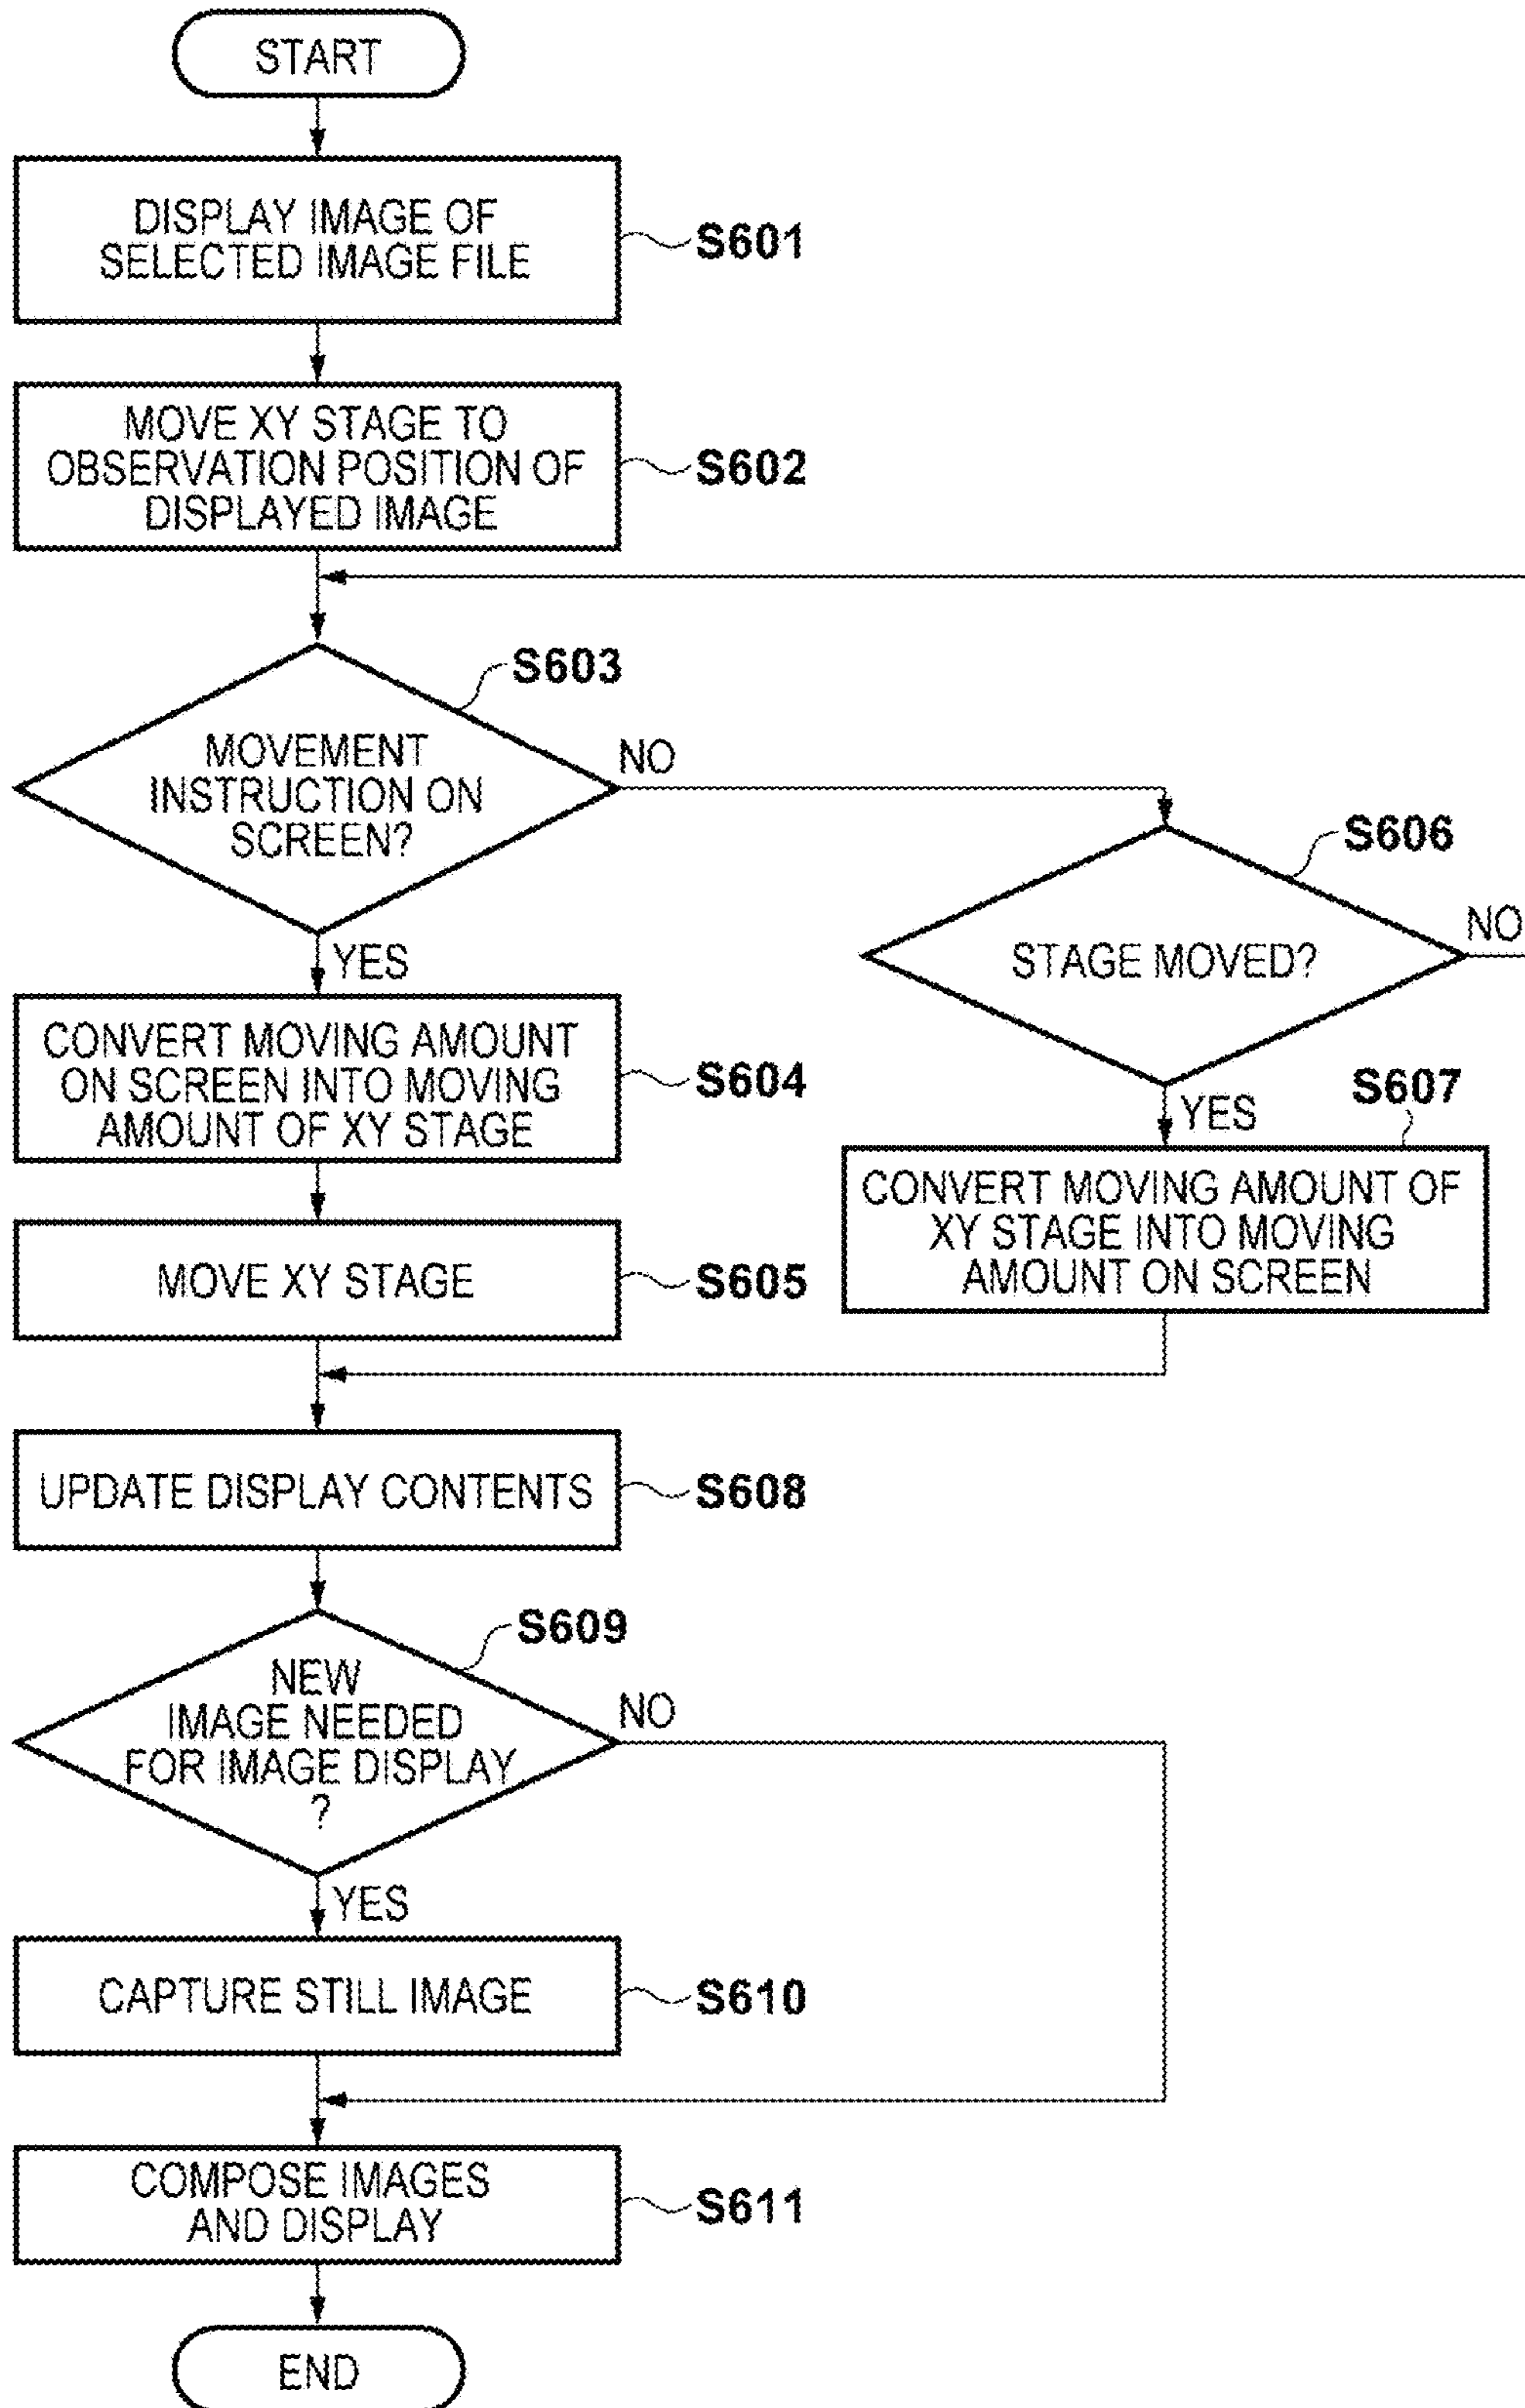 START
DISPLAY IMAGE OF
SELECTED IMAGE FILE
S601
MOVE XY STAGE TO
OBSERVATION POSITION OF
DISPLAYED IMAGE
S602
S603
MOVEMENT
INSTRUCTION ON
SCREEN?
NO
YES
S606
STAGE MOVED?
NO
YES
CONVERT MOVING AMOUNT
ON SCREEN INTO MOVING
AMOUNT OF XY STAGE
S604
S607
CONVERT MOVING AMOUNT OF
XY STAGE INTO MOVING
AMOUNT ON SCREEN
MOVE XY STAGE
S605
UPDATE DISPLAY CONTENTS
S608
S609
NEW
IMAGE NEEDED
FOR IMAGE DISPLAY
?
NO
YES
CAPTURE STILL IMAGE
S610
COMPOSE IMAGES
AND DISPLAY
S611
END